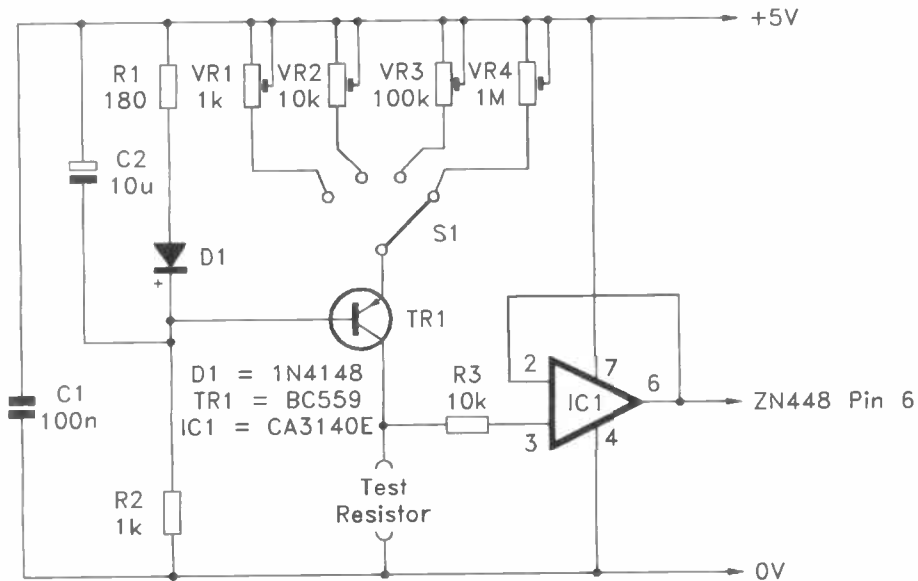 +5V
R1
180
VR1
1k
VR2
10k
VR3
100k
VR4
1M
C2
10u
S1
D1
+
TR1
D1 = 1N4148
TR1 = BC559
IC1 = CA3140E
R3
10k
2
7
6
IC1
3
4
ZN448 Pin 6
C1
100n
Test
Resistor
R2
1k
0V